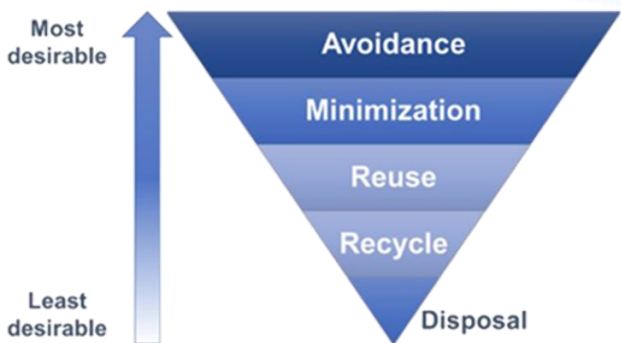 Most
desirable
Avoidance
Minimization
Reuse
Recycle
Least
desirable
Disposal